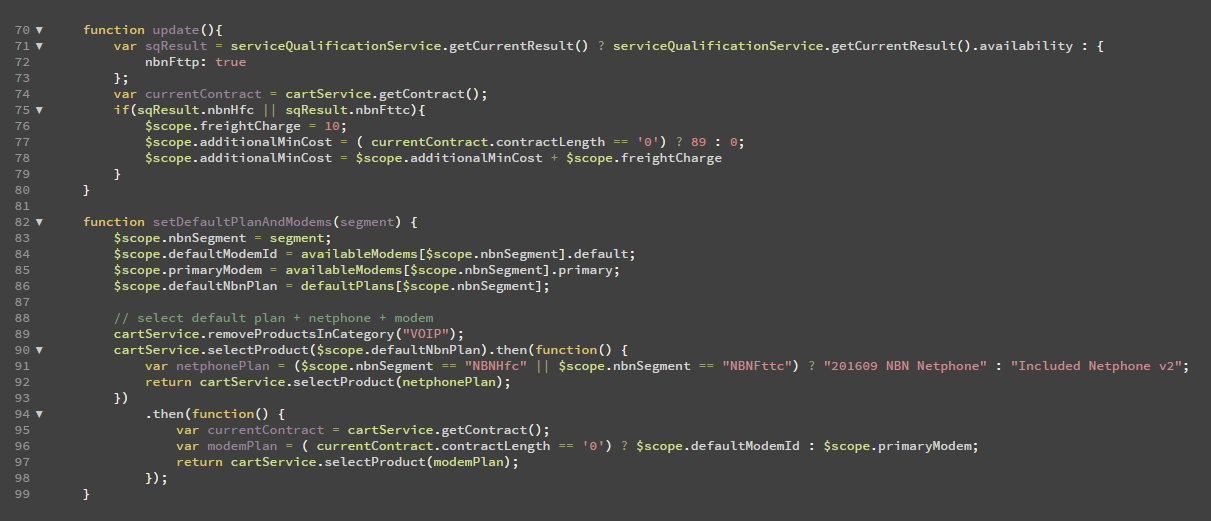 70 ▼ function update(){
71 ▼ var sqResult = serviceQualificationService.getCurrentResult() ? serviceQualificationService.getCurrentResult().availability : {
72 nbnFttp: true
73 };
74 var currentContract = cartService.getContract();
75 ▼ if(sqResult.nbnHfc || sqResult.nbnFttc){
76 $scope.freightCharge = 10;
77 $scope.additionalMinCost = ( currentContract.contractLength == '0') ? 89 : 0;
78 $scope.additionalMinCost = $scope.additionalMinCost + $scope.freightCharge
79 }
80 }
81
82 ▼ function setDefaultPlanAndModems(segment) {
83 $scope.nbnSegment = segment;
84 $scope.defaultModemId = availableModems[$scope.nbnSegment].default;
85 $scope.primaryModem = availableModems[$scope.nbnSegment].primary;
86 $scope.defaultNbnPlan = defaultPlans[$scope.nbnSegment];
87
88 // select default plan + netphone + modem
89 cartService.removeProductsInCategory("VOIP");
90 ▼ cartService.selectProduct($scope.defaultNbnPlan).then(function() {
91 var netphonePlan = ($scope.nbnSegment == "NBNHfc" || $scope.nbnSegment == "NBNFttc") ? "201609 NBN Netphone" : "Included Netphone v2";
92 return cartService.selectProduct(netphonePlan);
93 })
94 ▼ .then(function() {
95 var currentContract = cartService.getContract();
96 var modemPlan = ( currentContract.contractLength == '0') ? $scope.defaultModemId : $scope.primaryModem;
97 return cartService.selectProduct(modemPlan);
98 });
99 }